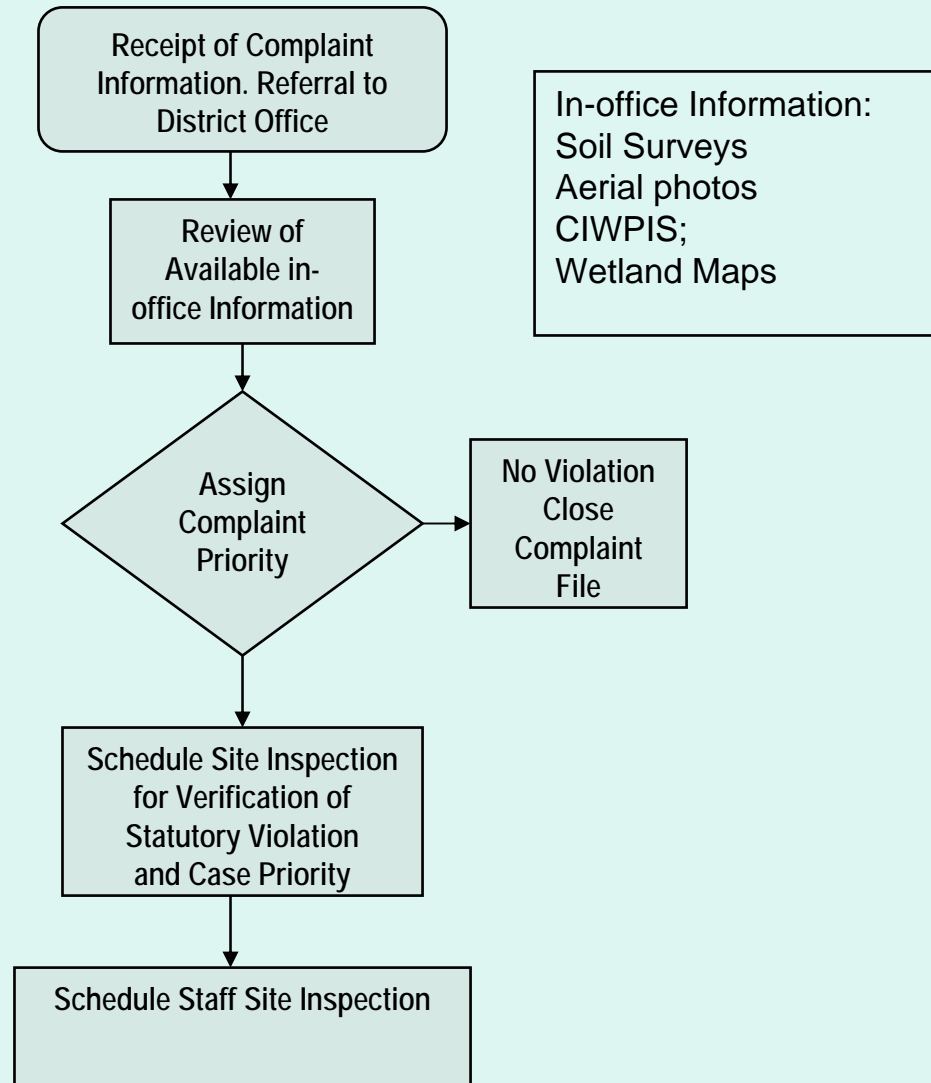 Receipt of Complaint
Information. Referral to
District Office
In-office Information:
Soil Surveys
Aerial photos
CIWPIS;
Wetland Maps
Review of
Available in-
office Information
Assign
Complaint
Priority
No Violation
Close
Complaint
File
Schedule Site Inspection
for Verification of
Statutory Violation
and Case Priority
Schedule Staff Site Inspection